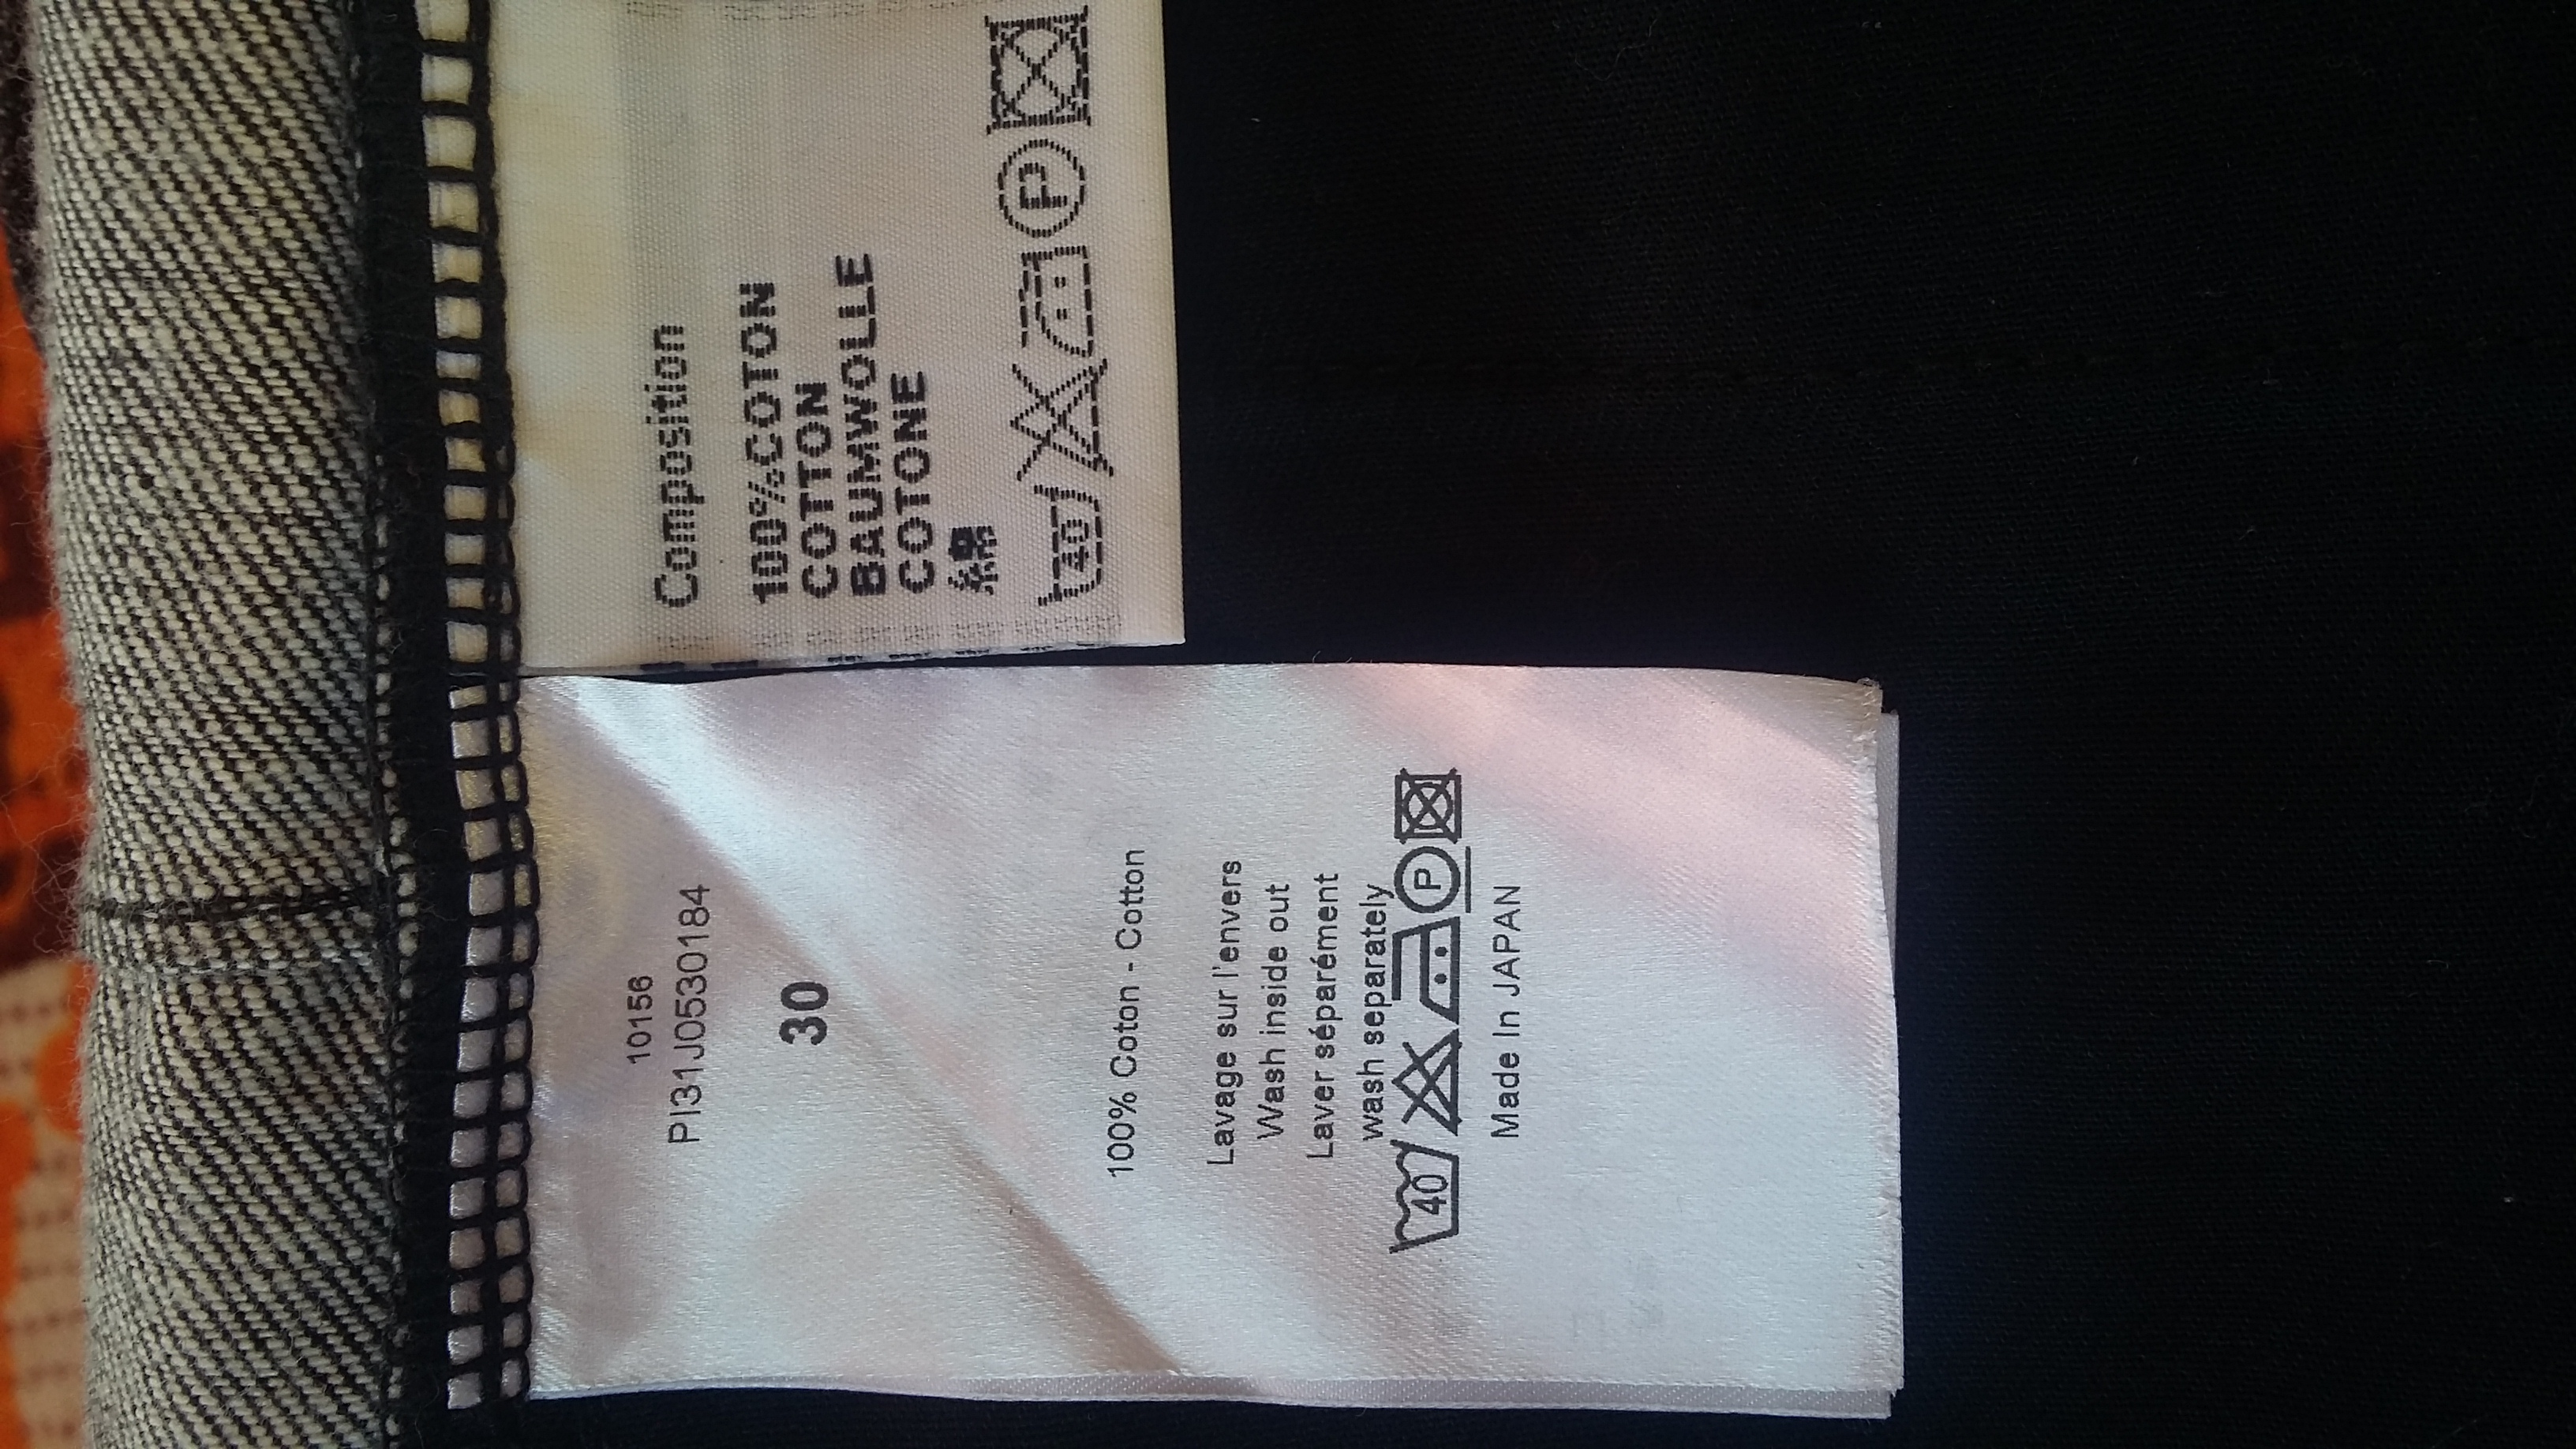 Composition
100%COTON
COTTON
BAUMWOLLE
COTONE
綿
40
P
10156
PI31J0530184
30
100% Coton - Cotton
Lavage sur l'envers
Wash inside out
Laver séparément
wash separately
40
P
Made In JAPAN